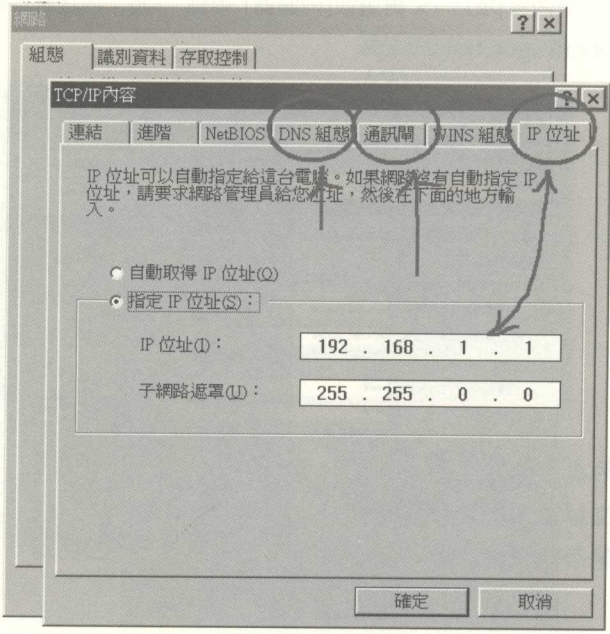 網路
? ×
組態 識別資料 存取控制
TCP/IP內容
? ×
連結 進階 NetBIOS DNS 組態 通訊閘 WINS 組態 IP 位址
IP 位址可以自動指定給這台電腦。如果網路沒有自動指定 IP
位址,請要求網路管理員給您位址,然後在下面的地方輸
入。
自動取得 IP 位址(O)
指定 IP 位址(S):
IP 位址(I): 192 . 168 . 1 . 1
子網路遮罩(U): 255 . 255 . 0 . 0
確定 取消